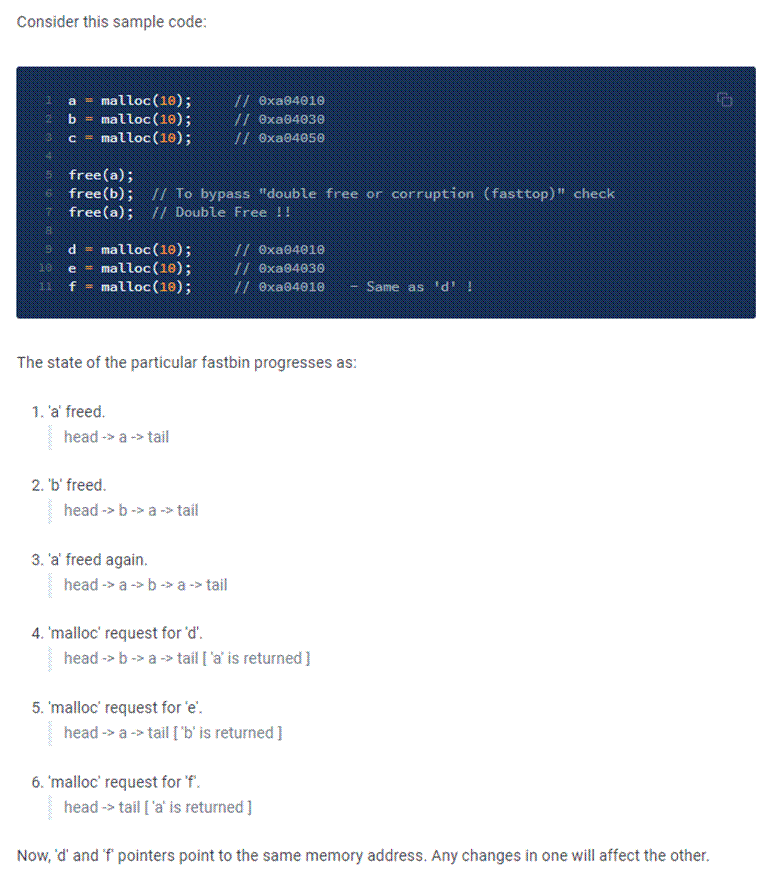 Consider this sample code:
1 a = malloc(10); // 0xa04010
2 b = malloc(10); // 0xa04030
3 c = malloc(10); // 0xa04050
4
5 free(a);
6 free(b); // To bypass "double free or corruption (fasttop)" check
7 free(a); // Double Free !!
8
9 d = malloc(10); // 0xa04010
10 e = malloc(10); // 0xa04030
11 f = malloc(10); // 0xa04010 - Same as 'd' !
The state of the particular fastbin progresses as:
1. 'a' freed.
head -> a -> tail
2. 'b' freed.
head -> b -> a -> tail
3. 'a' freed again.
head -> a -> b -> a -> tail
4. 'malloc' request for 'd'.
head -> b -> a -> tail [ 'a' is returned ]
5. 'malloc' request for 'e'.
head -> a -> tail [ 'b' is returned ]
6. 'malloc' request for 'f'.
head -> tail [ 'a' is returned ]
Now, 'd' and 'f' pointers point to the same memory address. Any changes in one will affect the other.